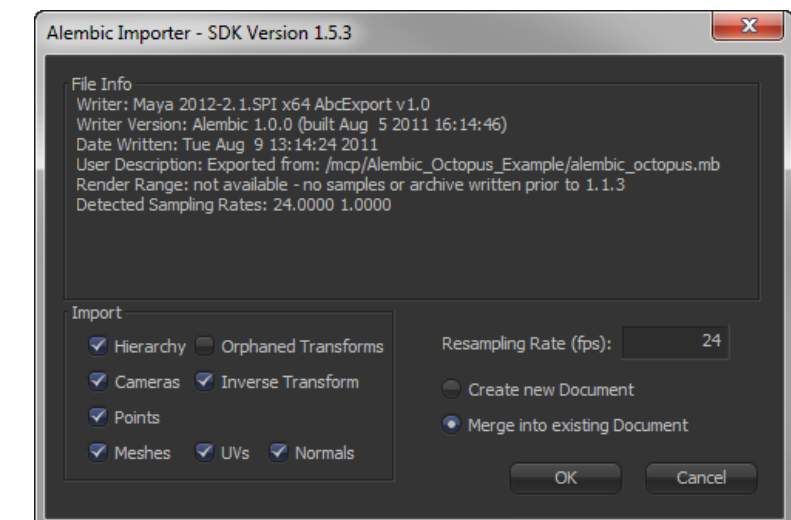 Alembic Importer - SDK Version 1.5.3
File Info
Writer: Maya 2012-2.1.SPI x64 AbcExport v1.0
Writer Version: Alembic 1.0.0 (built Aug  5 2011 16:14:46)
Date Written: Tue Aug  9 13:14:24 2011
User Description: Exported from: /mcp/Alembic_Octopus_Example/alembic_octopus.mb
Render Range: not available - no samples or archive written prior to 1.1.3
Detected Sampling Rates: 24.0000 1.0000
Import
Hierarchy Orphaned Transforms
Cameras Inverse Transform
Points
Meshes UVs Normals
Resampling Rate (fps): 24
Create new Document
Merge into existing Document
OK Cancel